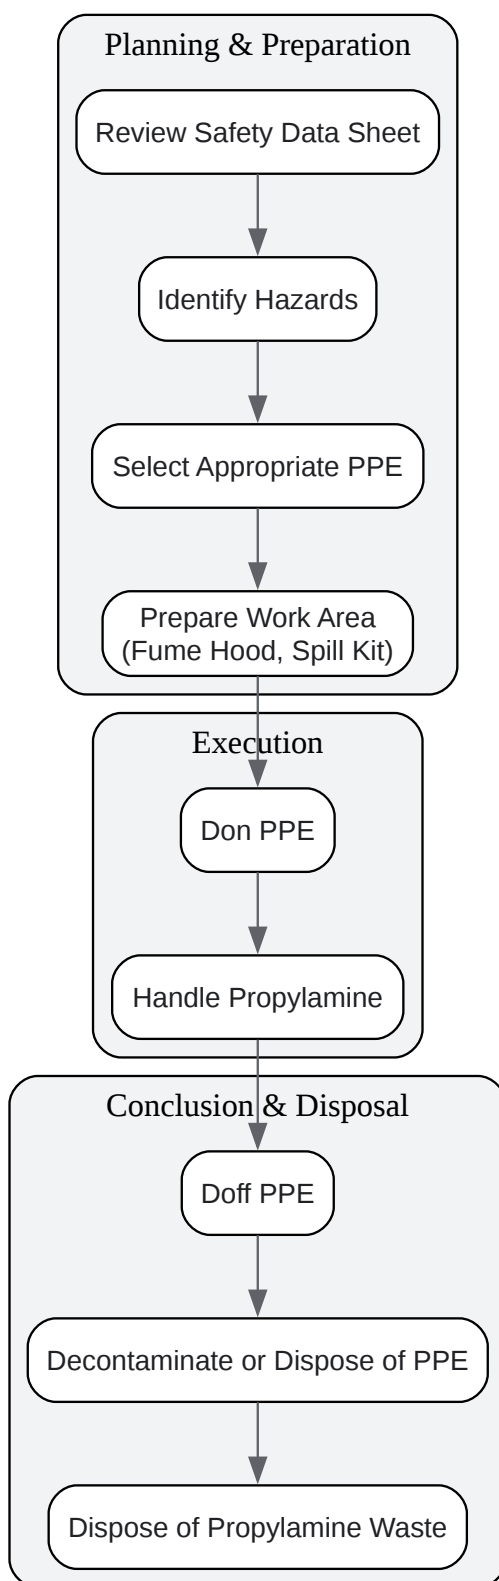 Planning & Preparation
Review Safety Data Sheet
Identify Hazards
Select Appropriate PPE
Prepare Work Area
(Fume Hood, Spill Kit)
Execution
Don PPE
Handle Propylamine
Conclusion & Disposal
Doff PPE
Decontaminate or Dispose of PPE
Dispose of Propylamine Waste